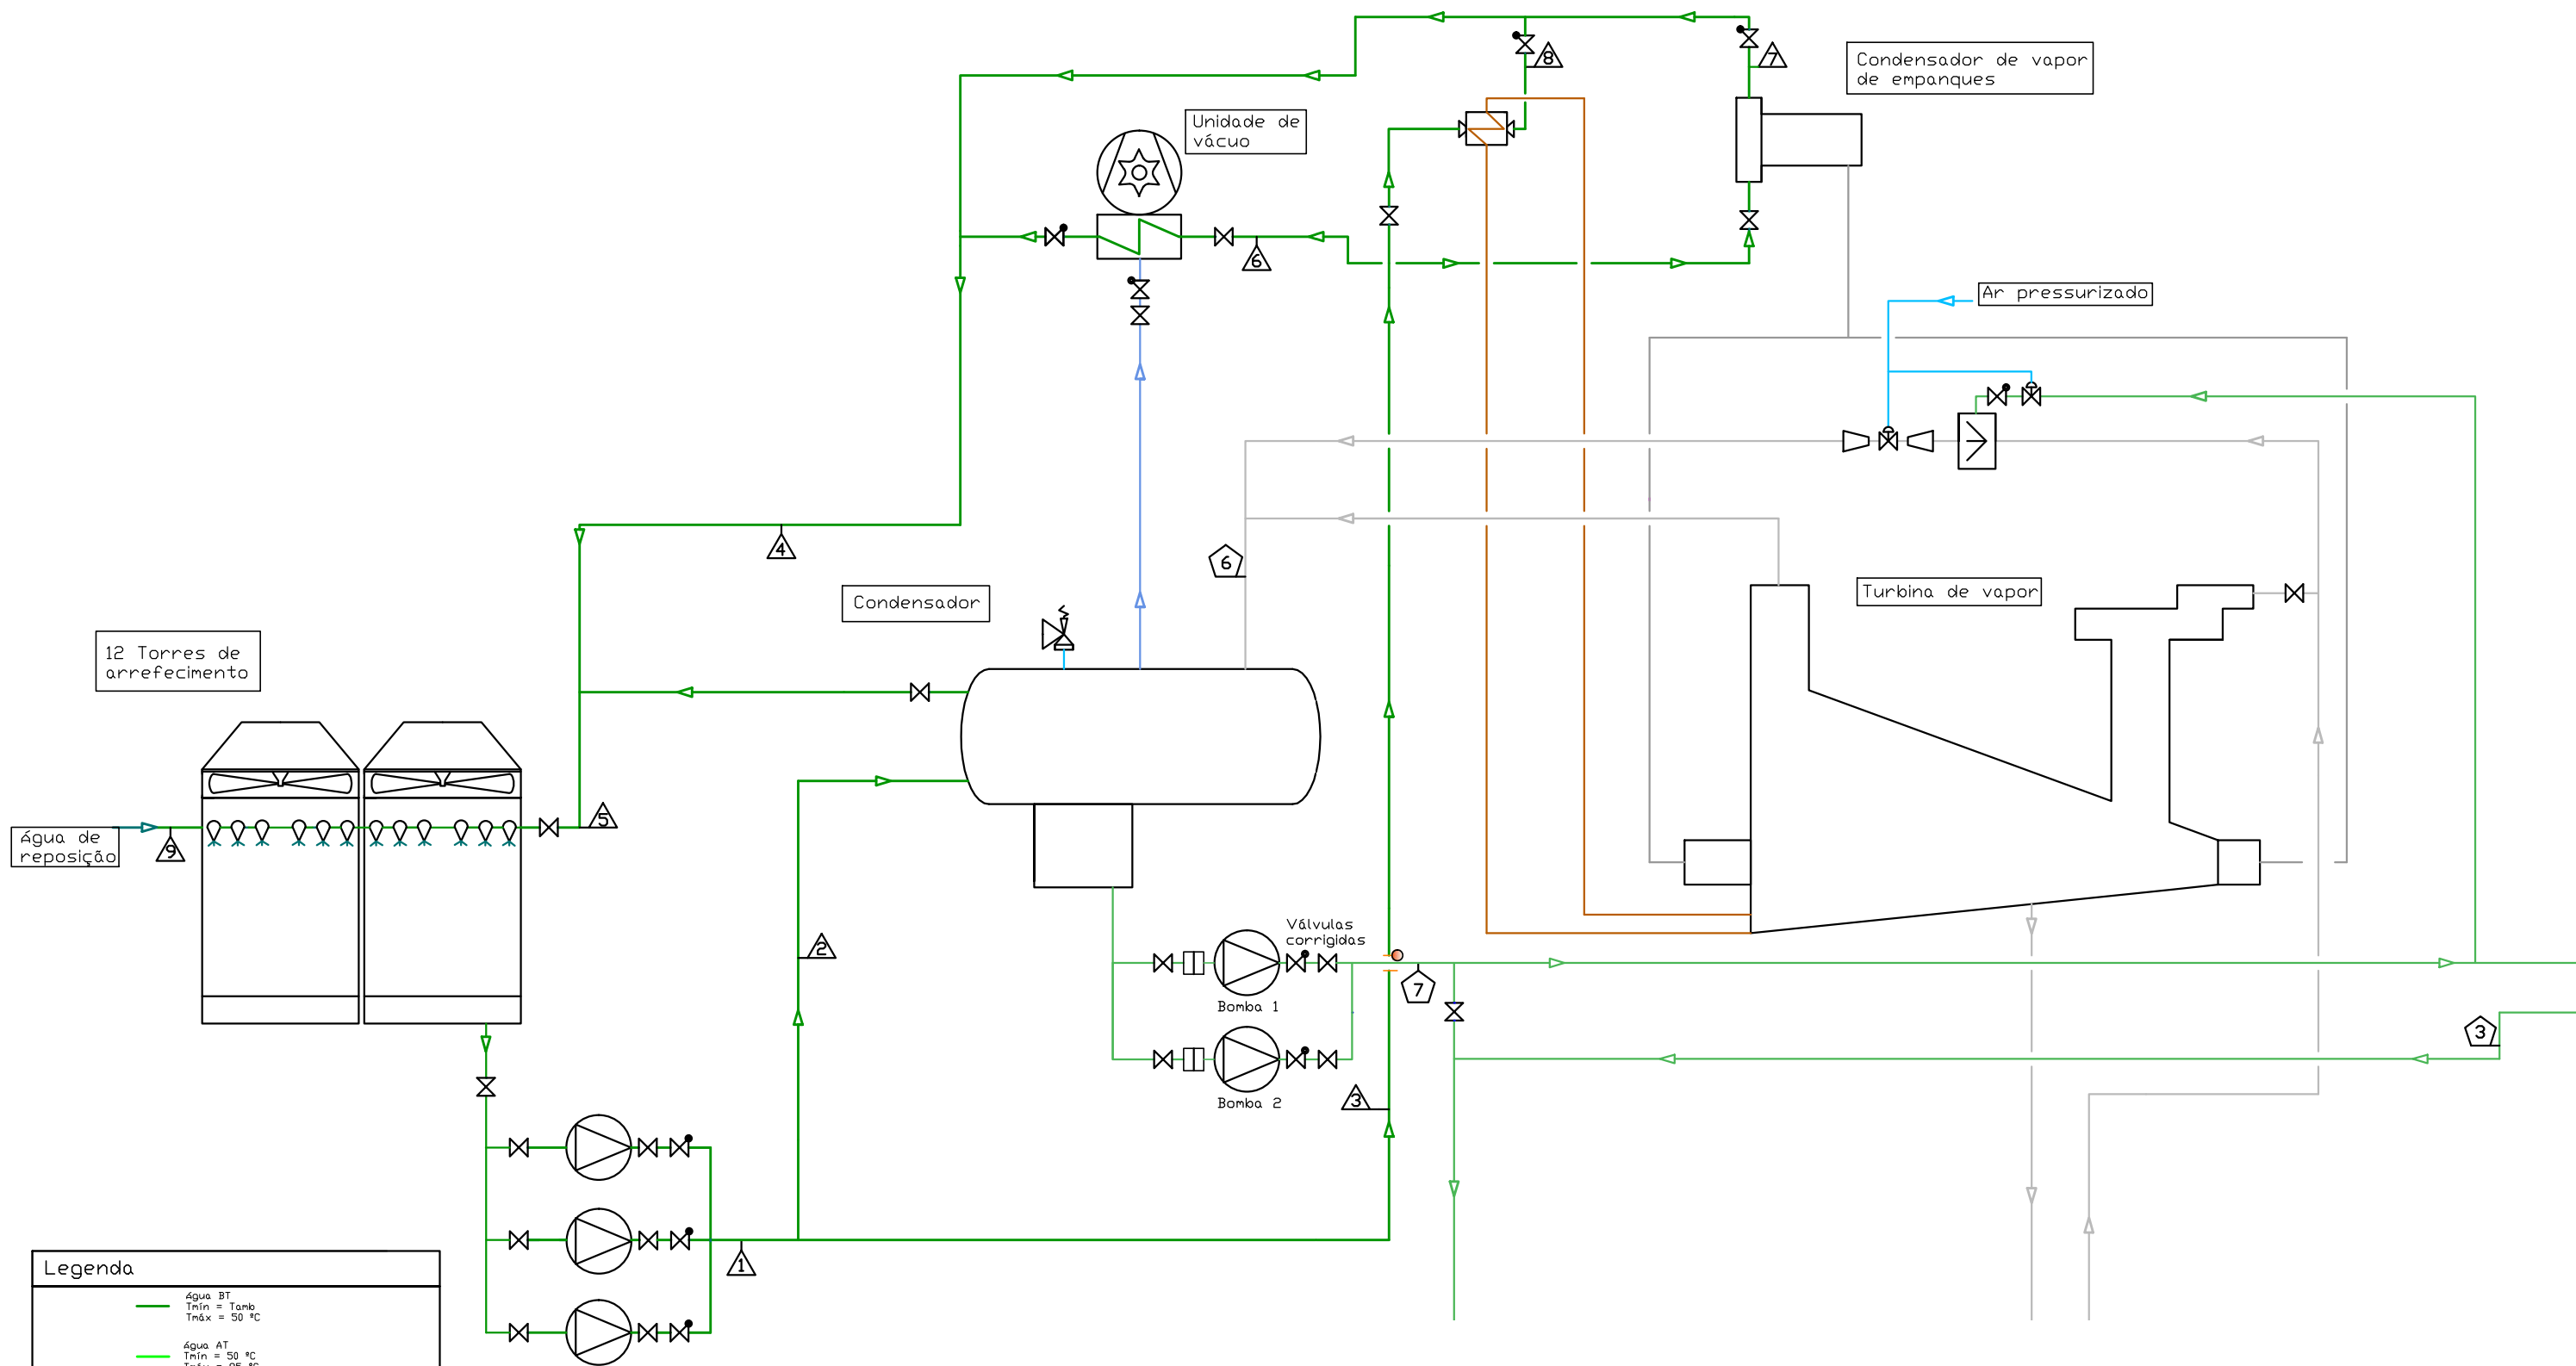 8
7
Condensador de vapor
de empanques
Unidade de
vácuo
6
Ar pressurizado
4
6
Condensador
Turbina de vapor
12 Torres de
arrefecimento
5
Água de
reposição
9
2
Válvulas
corrigidas
Bomba 1
7
3
Bomba 2
3
1
Legenda
Água BT
Tmín = Tamb
Tmáx = 50 ºC
Água AT
Tmín = 50 ºC